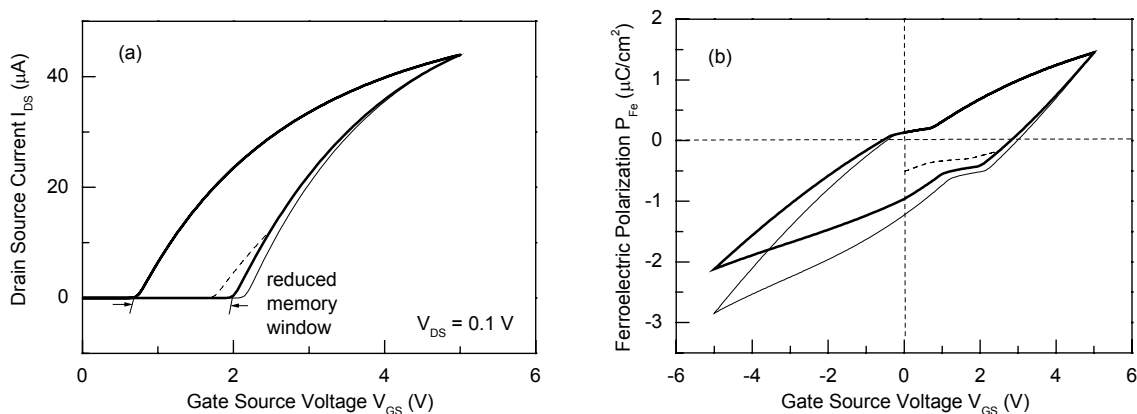 (a)
Drain Source Current I_DS (μA)
40
20
0
reduced
memory
window
V_DS = 0.1 V
0 2 4 6
Gate Source Voltage V_GS (V)
(b)
Ferroelectric Polarization P_Fe (μC/cm²)
2
1
0
-1
-2
-3
-6 -4 -2 0 2 4 6
Gate Source Voltage V_GS (V)